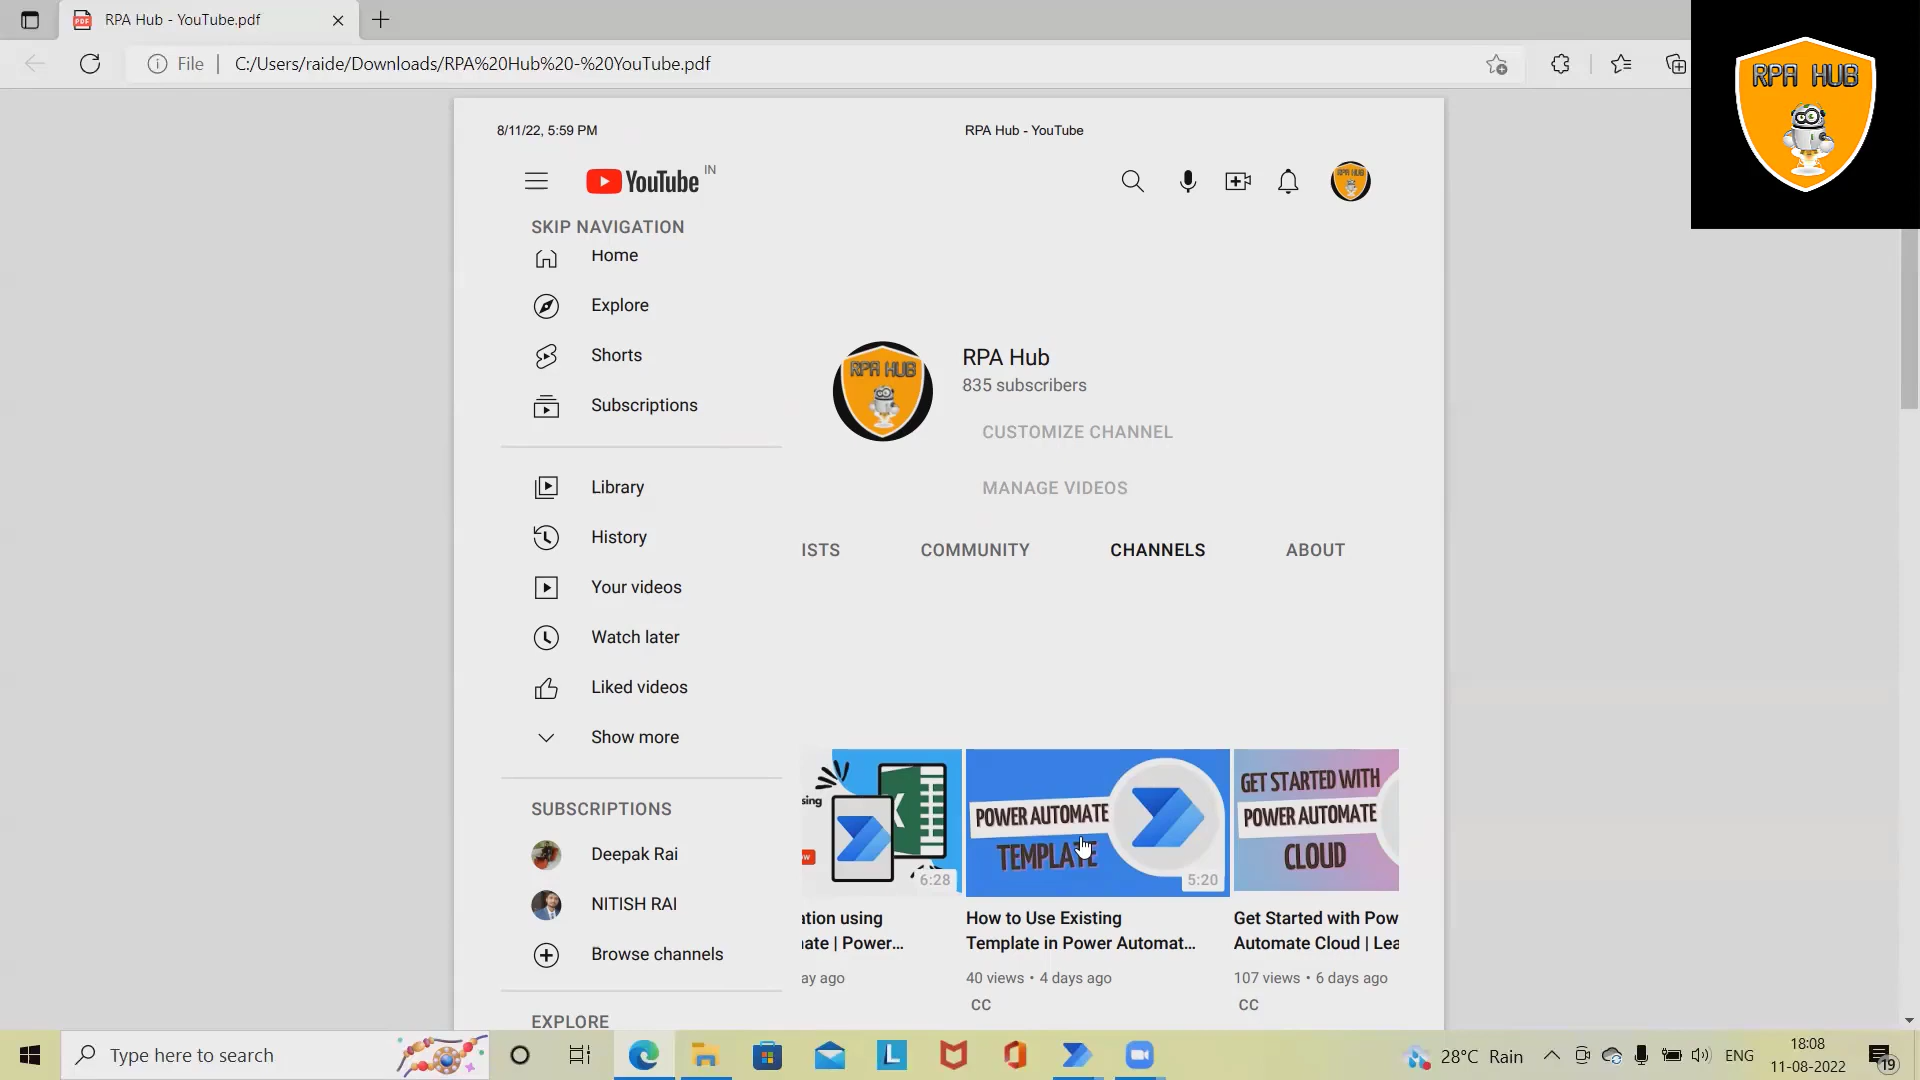 RPA Hub - YouTube.pdf
File
C:/Users/raide/Downloads/RPA%20Hub%20-%20YouTube.pdf
RPA HUB
8/11/22, 5:59 PM
RPA Hub - YouTube
YouTube IN
SKIP NAVIGATION
Home
Explore
Shorts
Subscriptions
Library
History
Your videos
Watch later
Liked videos
Show more
SUBSCRIPTIONS
Deepak Rai
NITISH RAI
Browse channels
EXPLORE
RPA HUB
RPA Hub
835 subscribers
CUSTOMIZE CHANNEL
MANAGE VIDEOS
ISTS
COMMUNITY
CHANNELS
ABOUT
sing
6:28
ation using
ate | Power...
ay ago
POWER AUTOMATE
TEMPLATE
5:20
How to Use Existing
Template in Power Automat...
40 views • 4 days ago
CC
GET STARTED WITH
POWER AUTOMATE
CLOUD
Get Started with Pow
Automate Cloud | Lea
107 views • 6 days ago
CC
Type here to search
28°C Rain
ENG
18:08
11-08-2022
19